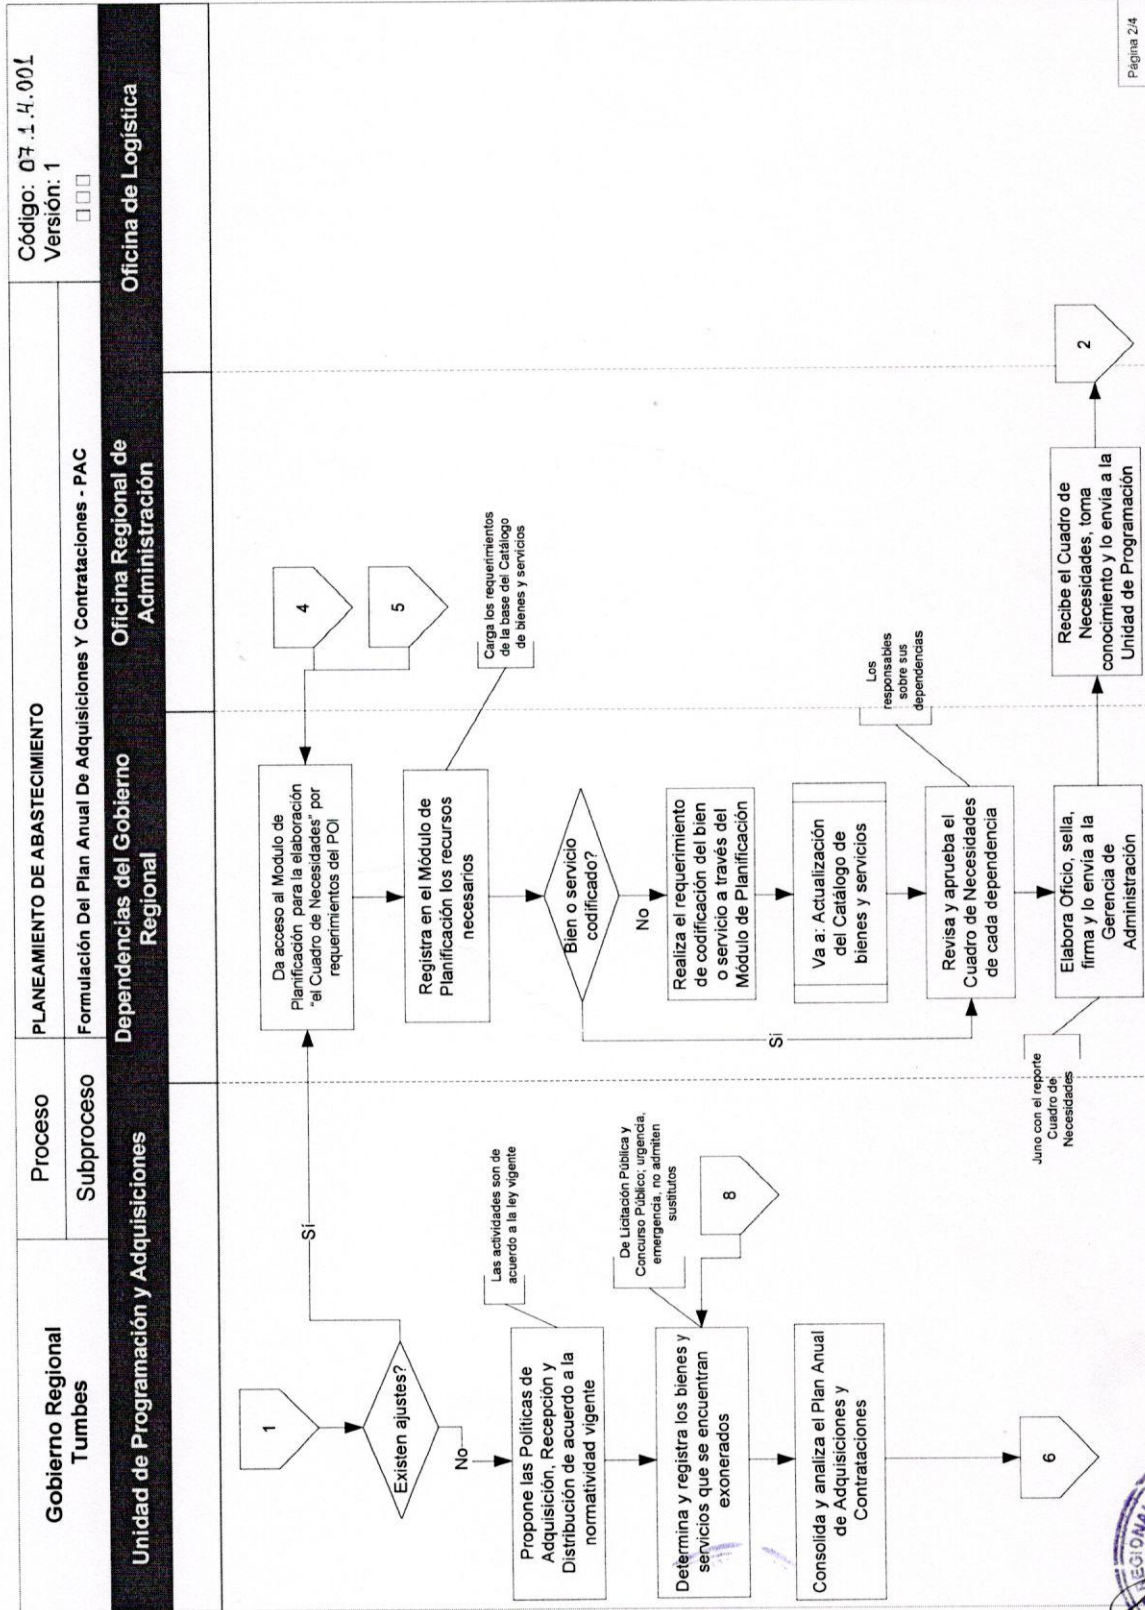 Gobierno Regional
Tumbes
Proceso
PLANEAMIENTO DE ABASTECIMIENTO
Subproceso
Formulación Del Plan Anual De Adquisiciones Y Contrataciones - PAC
Código: 07.1.4.001
Versión: 1
Unidad de Programación y Adquisiciones
Dependencias del Gobierno
Regional
Oficina Regional de
Administración
Oficina de Logística
1
Existen ajustes?
Sí
No
Propone las Políticas de
Adquisición, Recepción y
Distribución de acuerdo a la
normatividad vigente
Las actividades son de
acuerdo a la ley vigente
Determina y registra los bienes y
servicios que se encuentran
exonerados
De Licitación Pública y
Concurso Público; urgencia,
emergencia, no admiten
sustitutos
8
Consolida y analiza el Plan Anual
de Adquisiciones y
Contrataciones
6
Da acceso al Modulo de
Planificación para la elaboración
"el Cuadro de Necesidades" por
requerimientos del POI
4
5
Registra en el Módulo de
Planificación los recursos
necesarios
Carga los requerimientos
de la base del Catálogo
de bienes y servicios
Bien o servicio
codificado?
No
Si
Realiza el requerimiento
de codificación del bien
o servicio a través del
Módulo de Planificación
Va a: Actualización
del Catálogo de
bienes y servicios
Revisa y aprueba el
Cuadro de Necesidades
de cada dependencia
Los
responsables
sobre sus
dependencias
Elabora Oficio, sella,
firma y lo envía a la
Gerencia de
Administración
Juno con el reporte
Cuadro de
Necesidades
Recibe el Cuadro de
Necesidades, toma
conocimiento y lo envía a la
Unidad de Programación
2
Página 2/4
REGIONAL